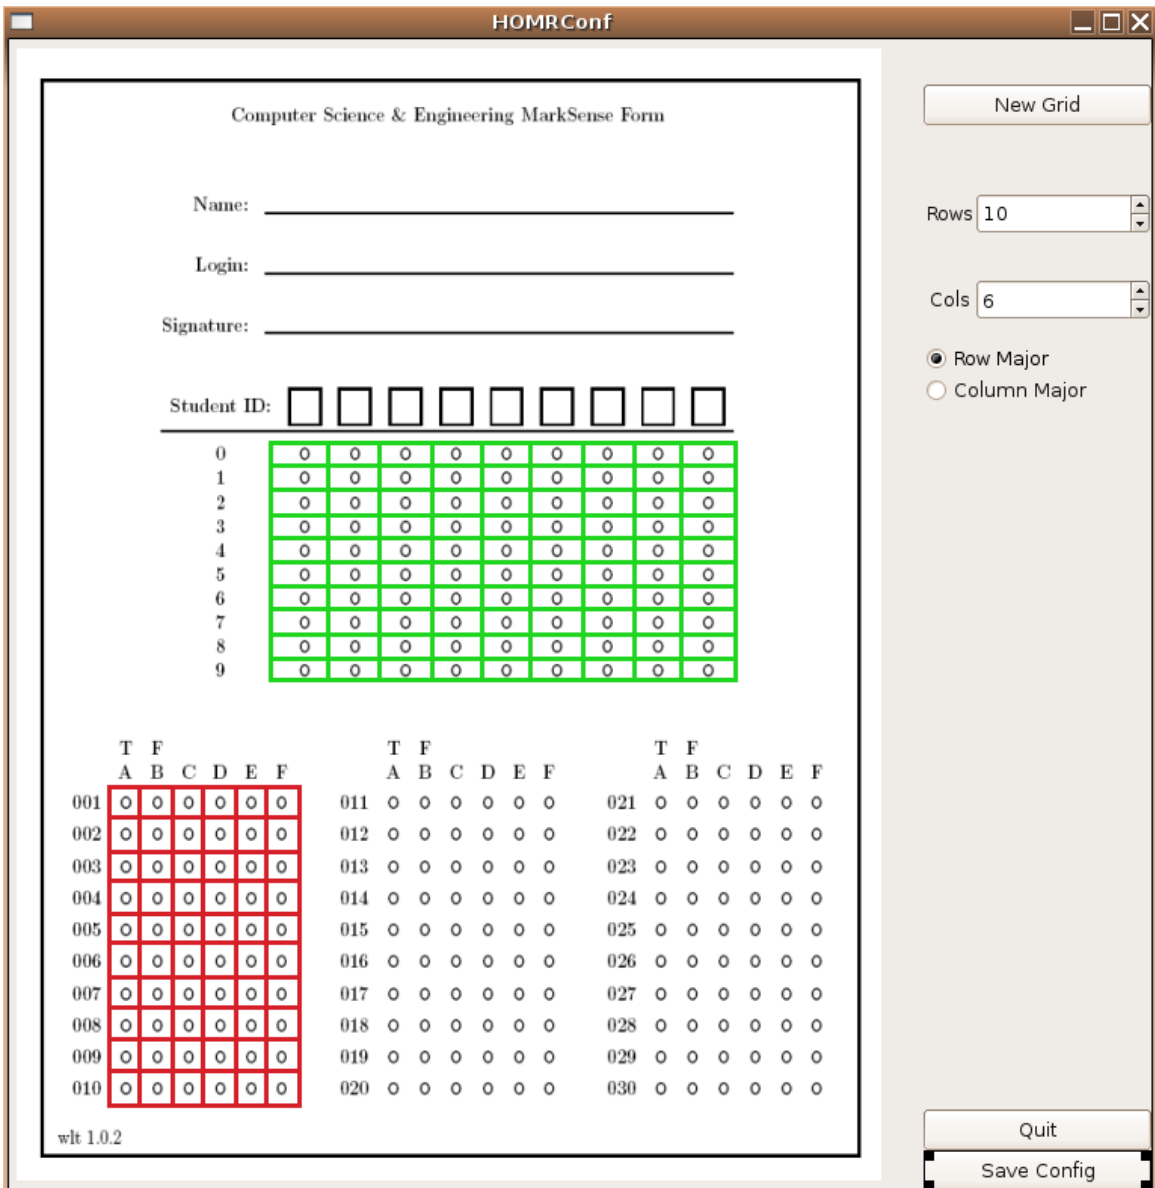 HOMRConf
Computer Science & Engineering MarkSense Form
Name:
Login:
Signature:
Student ID:
0
1
2
3
4
5
6
7
8
9
T F
A B C D E F
001
002
003
004
005
006
007
008
009
010
T F
A B C D E F
011
012
013
014
015
016
017
018
019
020
T F
A B C D E F
021
022
023
024
025
026
027
028
029
030
wlt 1.0.2
New Grid
Rows 10
Cols 6
Row Major
Column Major
Quit
Save Config